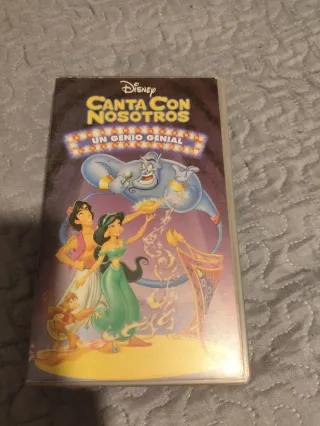 Disney
CANTA CON
NOSOTROS
UN GENIO GENIAL